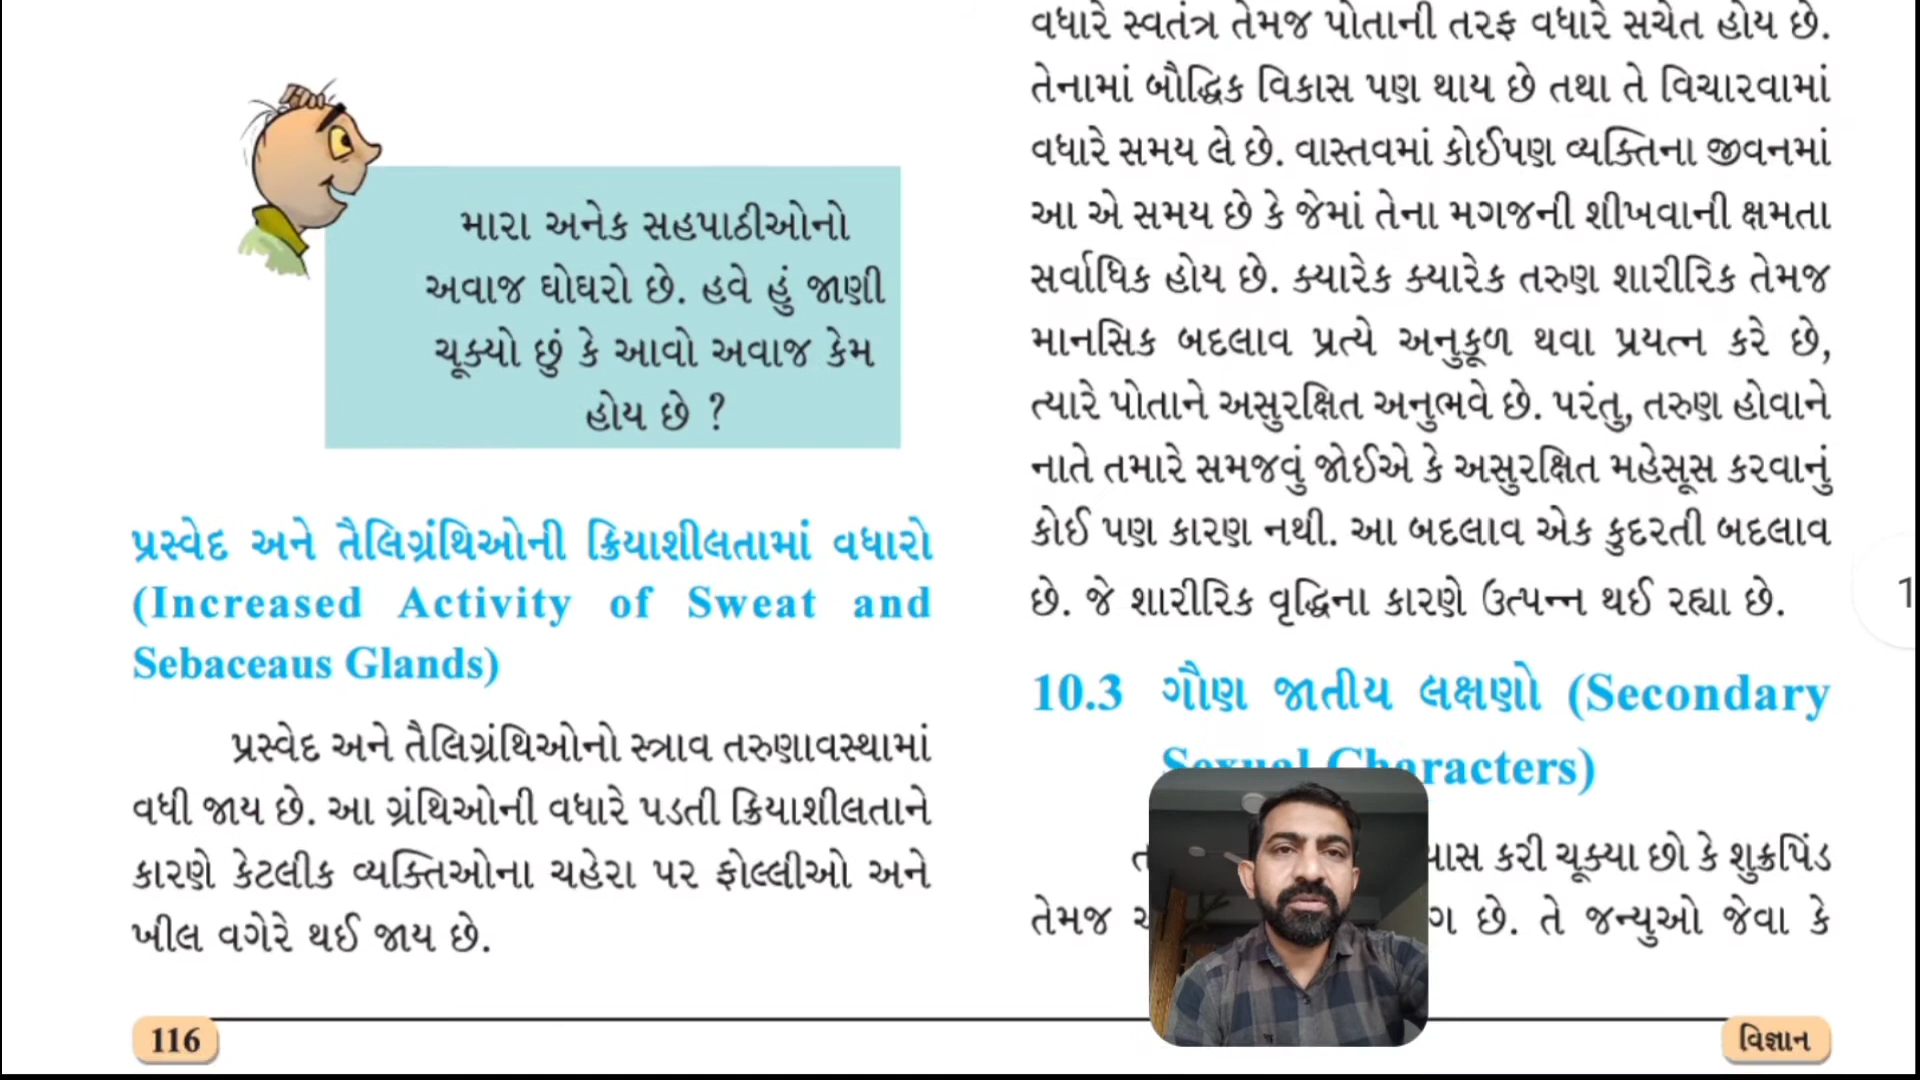 મારા અનેક સહપાઠીઓનો
અવાજ ઘોઘરો છે. હવે હું જાણી
ચૂક્યો છું કે આવો અવાજ કેમ
હોય છે ?
પ્રસ્વેદ અને તૈલિગ્રંથિઓની ક્રિયાશીલતામાં વધારો
(Increased Activity of Sweat and
Sebaceaus Glands)
પ્રસ્વેદ અને તૈલિગ્રંથિઓનો સ્ત્રાવ તરુણાવસ્થામાં
વધી જાય છે. આ ગ્રંથિઓની વધારે પડતી ક્રિયાશીલતાને
કારણે કેટલીક વ્યક્તિઓના ચહેરા પર ફોલ્લીઓ અને
ખીલ વગેરે થઈ જાય છે.
વધારે સ્વતંત્ર તેમજ પોતાની તરફ વધારે સચેત હોય છે.
તેનામાં બૌદ્ધિક વિકાસ પણ થાય છે તથા તે વિચારવામાં
વધારે સમય લે છે. વાસ્તવમાં કોઈપણ વ્યક્તિના જીવનમાં
આ એ સમય છે કે જેમાં તેના મગજની શીખવાની ક્ષમતા
સર્વાધિક હોય છે. ક્યારેક ક્યારેક તરુણ શારીરિક તેમજ
માનસિક બદલાવ પ્રત્યે અનુકૂળ થવા પ્રયત્ન કરે છે,
ત્યારે પોતાને અસુરક્ષિત અનુભવે છે. પરંતુ, તરુણ હોવાને
નાતે તમારે સમજવું જોઈએ કે અસુરક્ષિત મહેસૂસ કરવાનું
કોઈ પણ કારણ નથી. આ બદલાવ એક કુદરતી બદલાવ
છે. જે શારીરિક વૃદ્ધિના કારણે ઉત્પન્ન થઈ રહ્યા છે.
10.3 ગૌણ જાતીય લક્ષણો (Secondary
Sexual Characters)
કરી ચૂક્યા છો કે શુક્રપિંડ
તેમજ છે. તે જન્યુઓ જેવા કે
116
વિજ્ઞાન